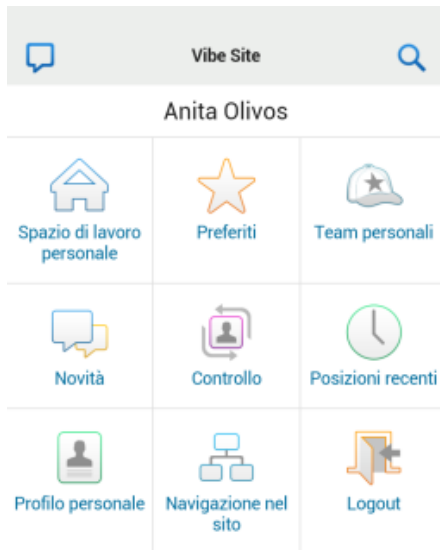 Vibe Site
Anita Olivos
Spazio di lavoro
personale
Preferiti
Team personali
Novità
Controllo
Posizioni recenti
Profilo personale
Navigazione nel
sito
Logout